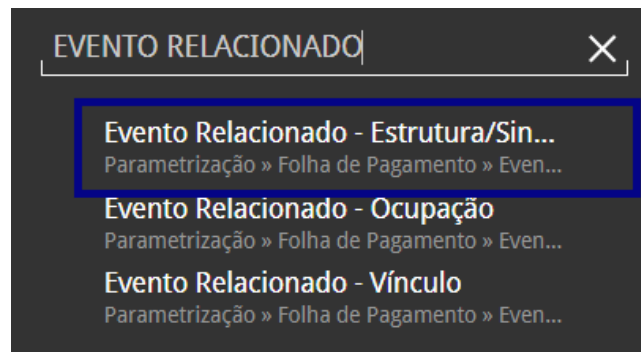 EVENTO RELACIONADO
Evento Relacionado - Estrutura/Sin...
Parametrização » Folha de Pagamento » Even...
Evento Relacionado - Ocupação
Parametrização » Folha de Pagamento » Even...
Evento Relacionado - Vínculo
Parametrização » Folha de Pagamento » Even...